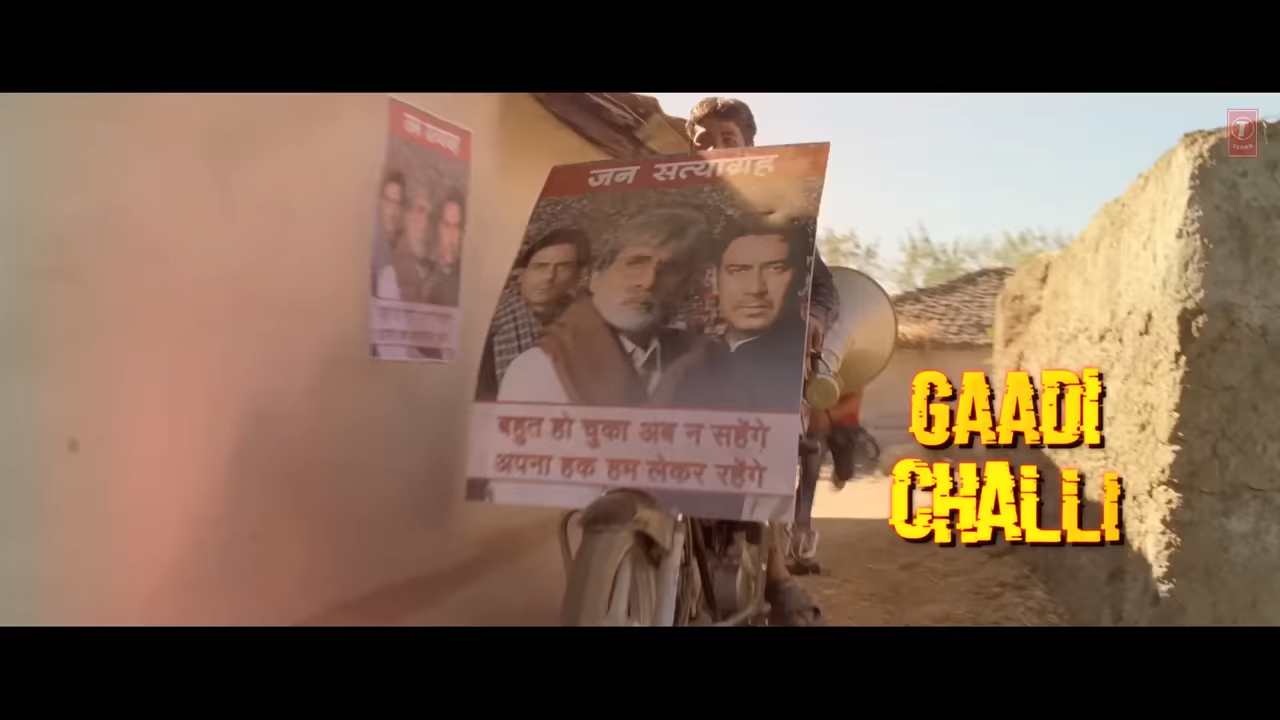 जन सत्याग्रह
बहुत हो चुका अब न सहेंगे
अपना हक हम लेकर रहेंगे
GAADI
CHALLI
T